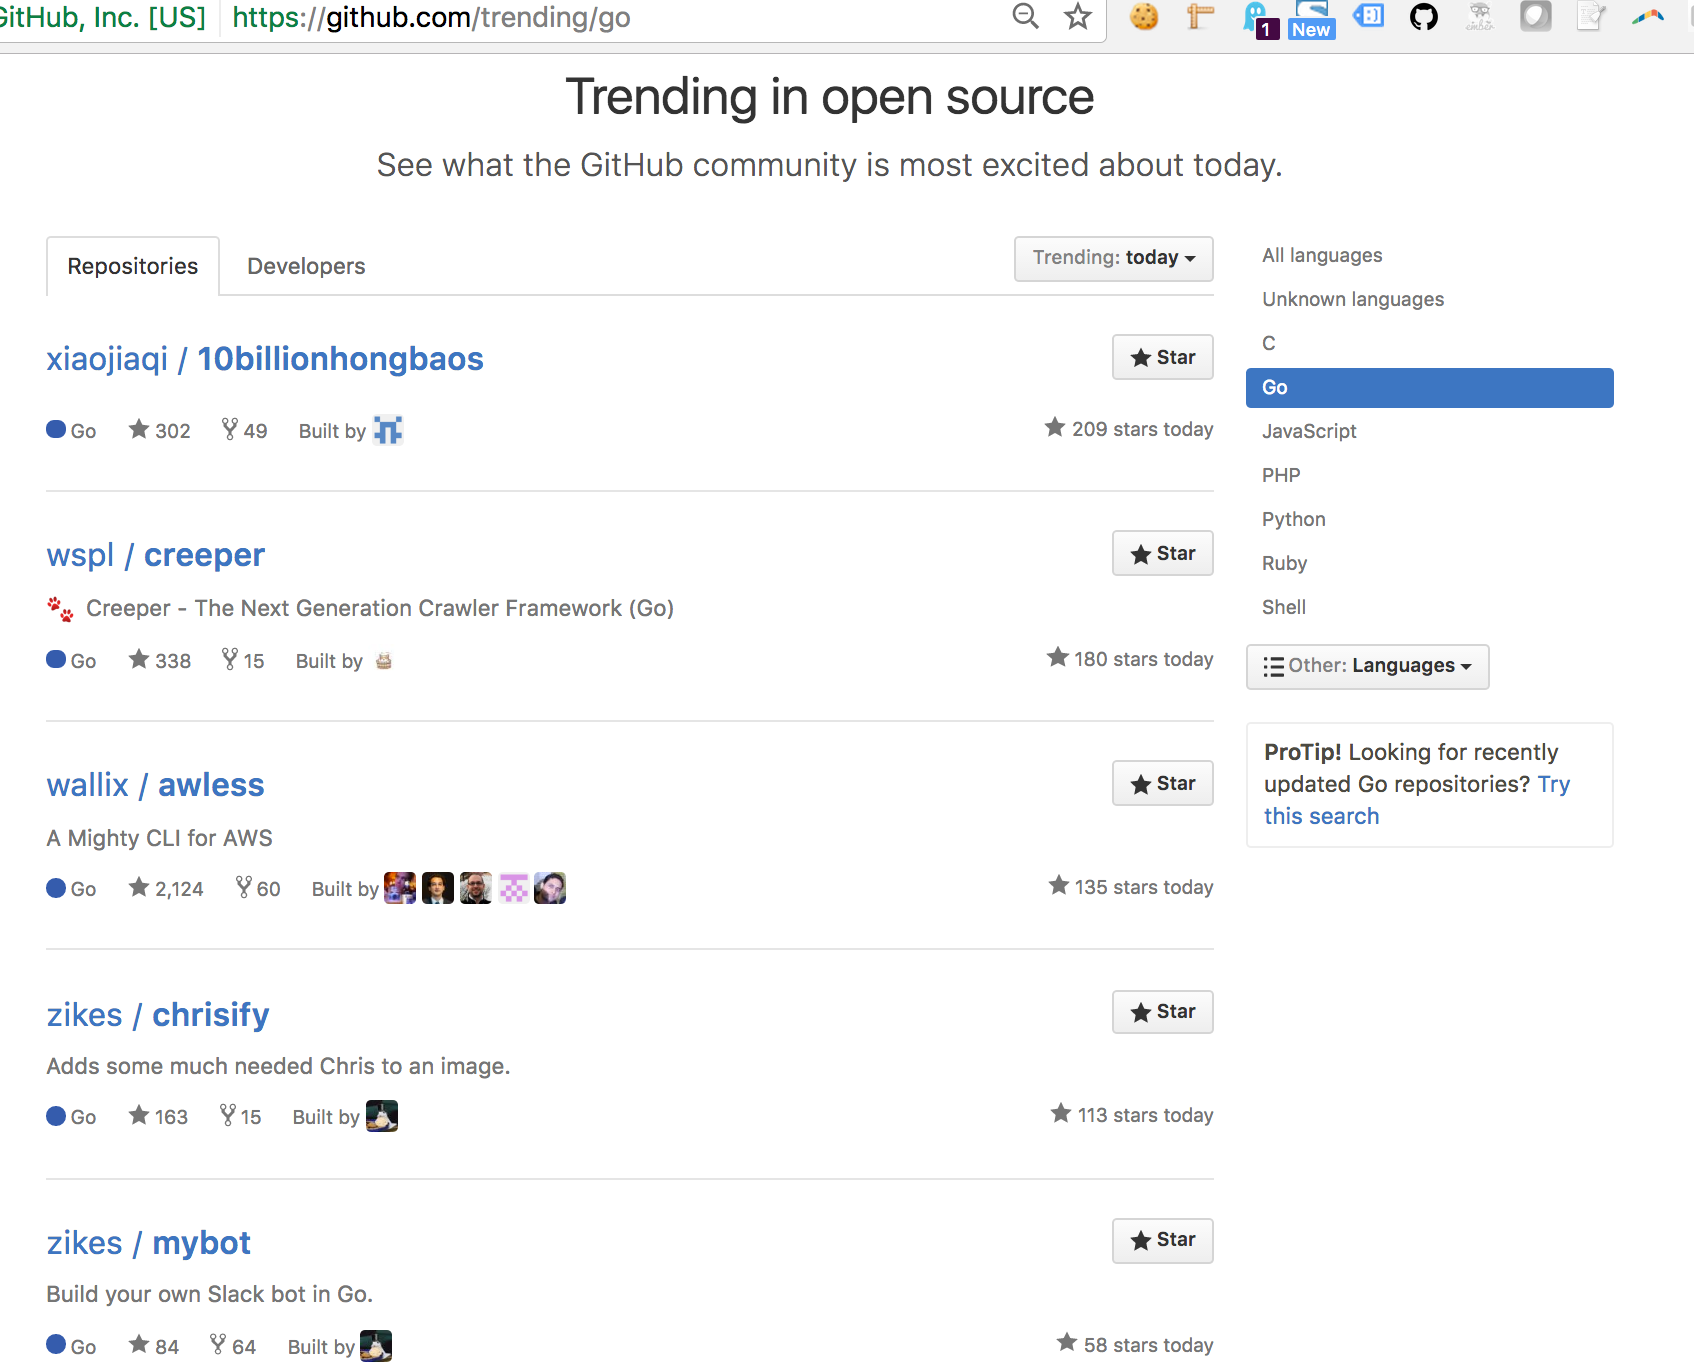 GitHub, Inc. [US] https://github.com/trending/go
1
New
Trending in open source
See what the GitHub community is most excited about today.
Repositories Developers Trending: today
xiaojiaqi / 10billionhongbaos Star
Go 302 49 Built by 209 stars today
wspl / creeper Star
Creeper - The Next Generation Crawler Framework (Go)
Go 338 15 Built by 180 stars today
wallix / awless Star
A Mighty CLI for AWS
Go 2,124 60 Built by 135 stars today
zikes / chrisify Star
Adds some much needed Chris to an image.
Go 163 15 Built by 113 stars today
zikes / mybot Star
Build your own Slack bot in Go.
Go 84 64 Built by 58 stars today
All languages
Unknown languages
C
Go
JavaScript
PHP
Python
Ruby
Shell
Other: Languages
ProTip! Looking for recently
updated Go repositories? Try
this search